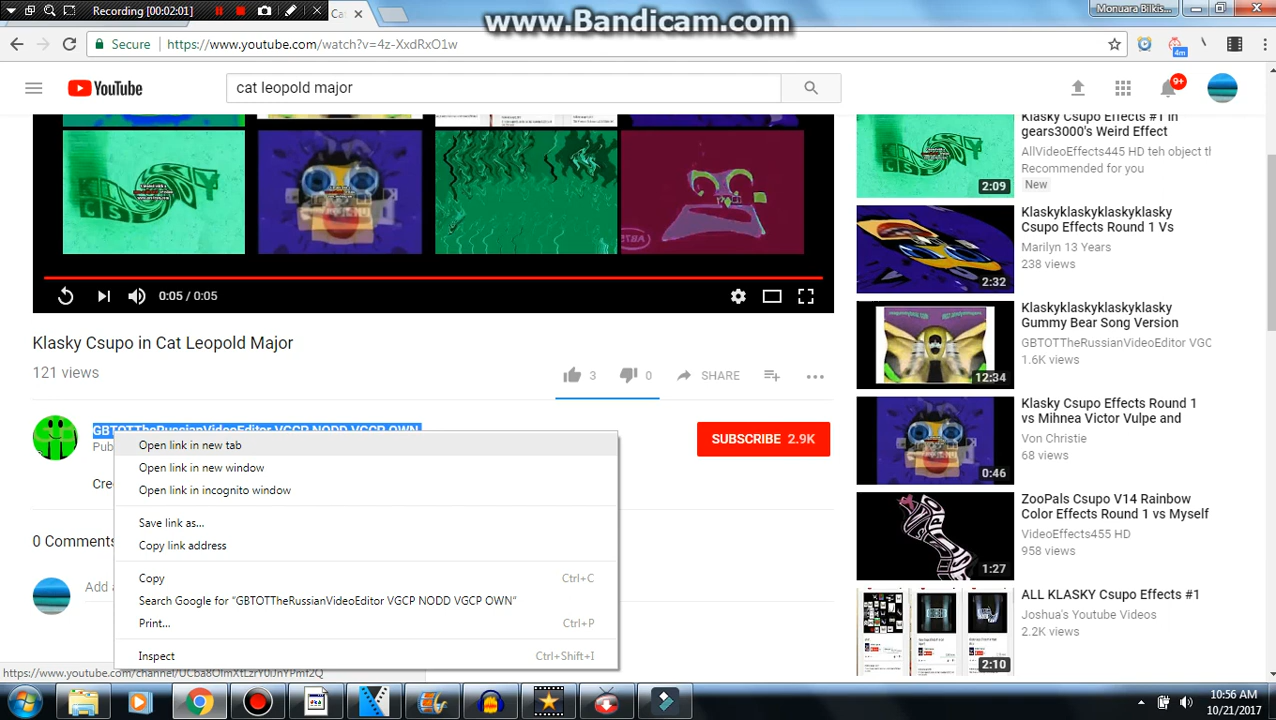 Recording [00:02:01]
www.Bandicam.com
Monuara Bilkis...
Secure
https://www.youtube.com/watch?v=4z-XxdRxO1w
4m
YouTube
cat leopold major
9+
0:05 / 0:05
Klasky Csupo in Cat Leopold Major
121 views
3
0
SHARE
GBTOTTheRussianVideoEditor VGCP NODD VGCP OWN
SUBSCRIBE 2.9K
Open link in new tab
Open link in new window
Open link in incognito window
Save link as...
Copy link address
Copy Ctrl+C
Search Google for "GBTOTTheRussianVideoEditor VGCP NODD VGCP OWN"
Print... Ctrl+P
Inspect Ctrl+Shift+I
0 Comments
Klasky Csupo Effects #1 in
gears3000's Weird Effect
AllVideoEffects445 HD teh object th
Recommended for you
New
2:09
Klaskyklaskyklaskyklasky
Csupo Effects Round 1 Vs
Marilyn 13 Years
238 views
2:32
Klaskyklaskyklaskyklasky
Gummy Bear Song Version
GBTOTTheRussianVideoEditor VGC
1.6K views
12:34
Klasky Csupo Effects Round 1
vs Mihnea Victor Vulpe and
Von Christie
68 views
0:46
ZooPals Csupo V14 Rainbow
Color Effects Round 1 vs Myself
VideoEffects455 HD
958 views
1:27
ALL KLASKY Csupo Effects #1
Joshua's Youtube Videos
2.2K views
2:10
10:56 AM
10/21/2017